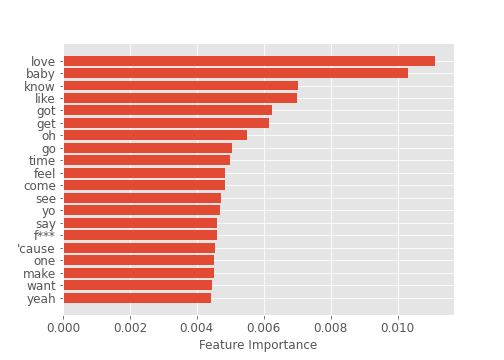 love
baby
know
like
got
get
oh
go
time
feel
come
see
yo
say
f***
'cause
one
make
want
yeah
0.000 0.002 0.004 0.006 0.008 0.010
Feature Importance